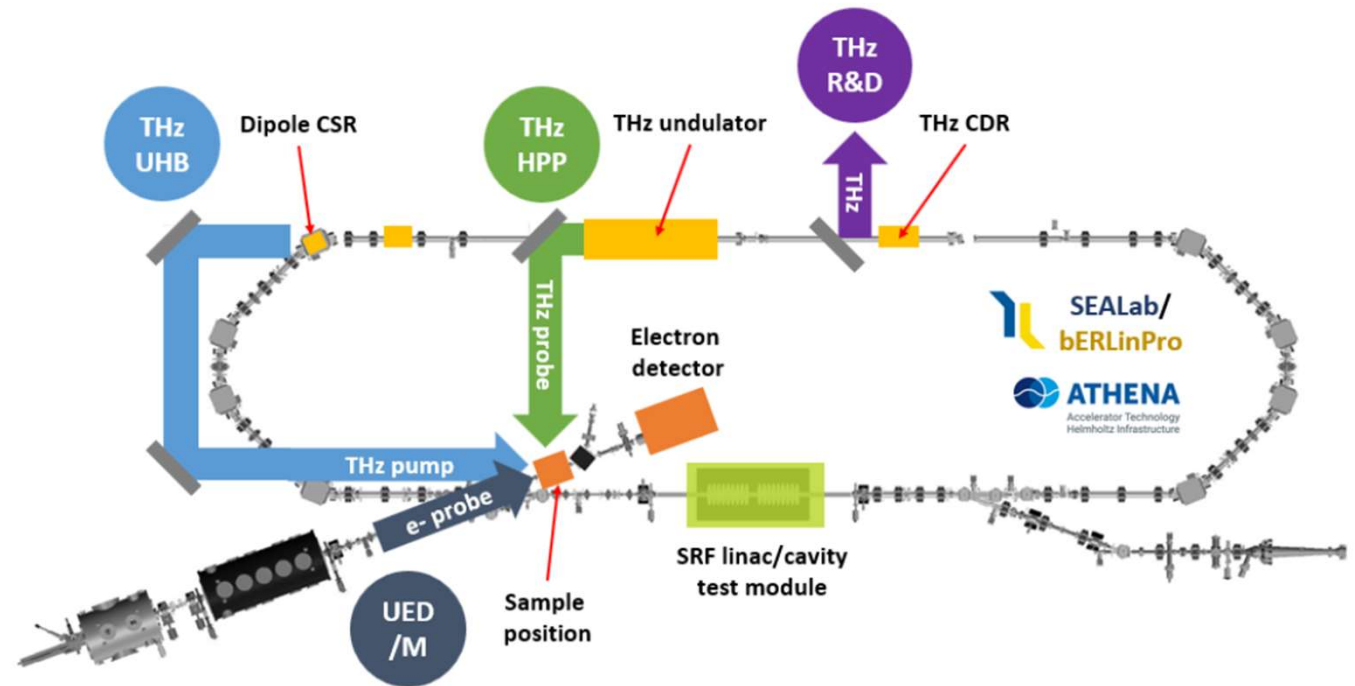 THz
R&D
THz
UHB
Dipole CSR
THz
HPP
THz undulator
THz CDR
THz
THz probe
SEALab/
bERLinPro
Electron
detector
ATHENA
Accelerator Technology
Helmholtz Infrastructure
THz pump
e- probe
SRF linac/cavity
test module
UED
/M
Sample
position